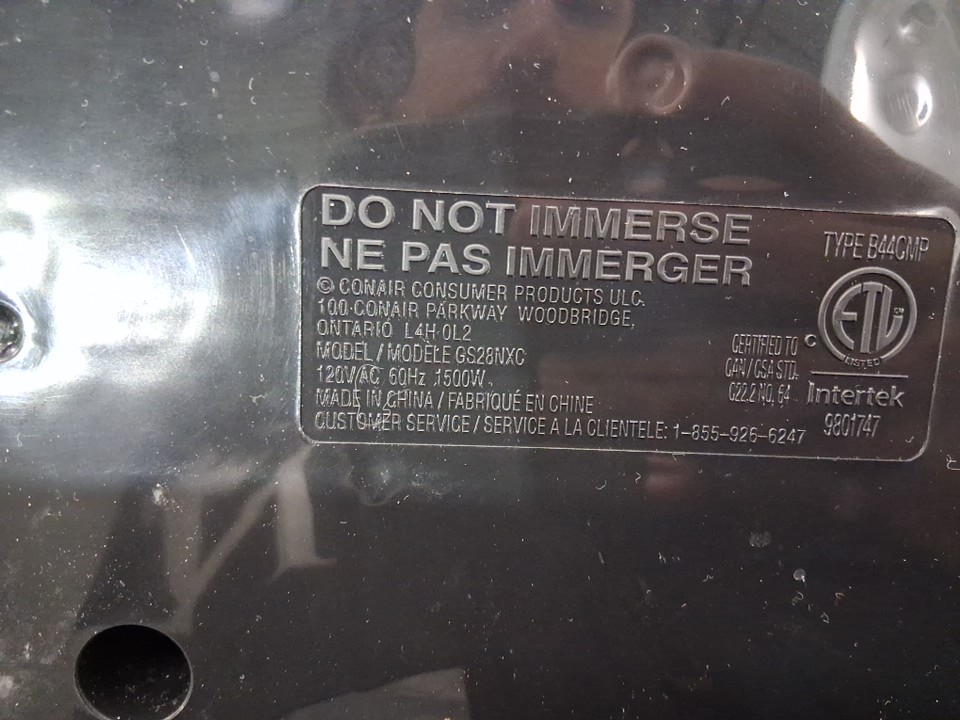 DO NOT IMMERSE
NE PAS IMMERGER
© CONAIR CONSUMER PRODUCTS ULC.
100 CONAIR PARKWAY WOODBRIDGE,
ONTARIO L4H 0L2
MODEL / MODÈLE GS28NXC
120V AC, 60Hz, 1500W
MADE IN CHINA / FABRIQUÉ EN CHINE
CUSTOMER SERVICE / SERVICE À LA CLIENTELE: 1-855-926-6247
CERTIFIED TO
CAN / CSA STD.
C22.2 NO. 64
TYPE B44GMP
C ETL
LISTED
Intertek
9801747